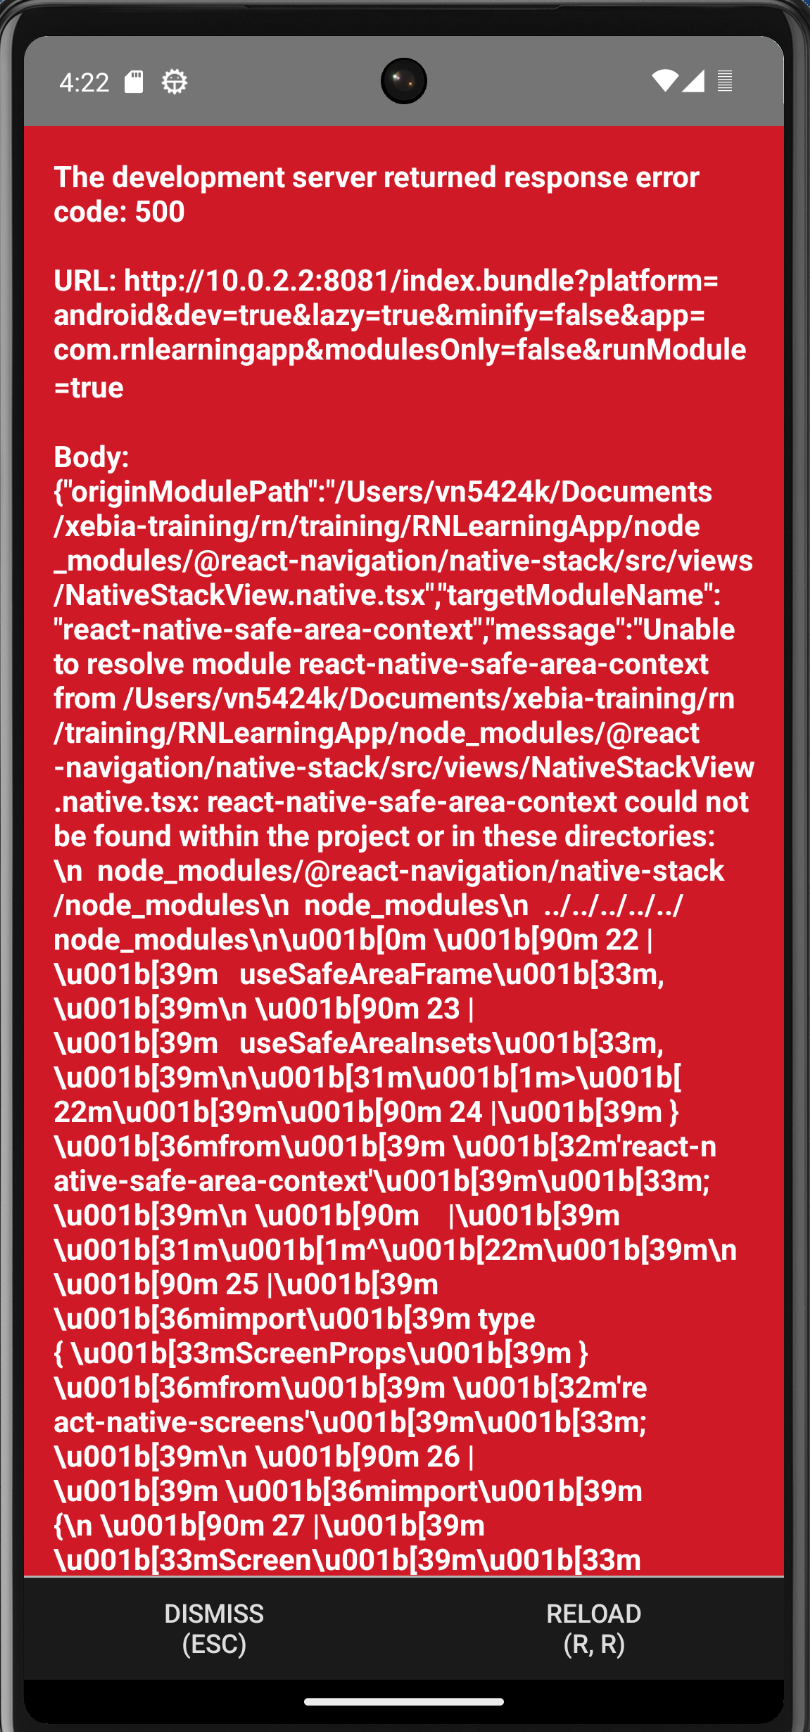 4:22
The development server returned response error
code: 500
URL: http://10.0.2.2:8081/index.bundle?platform=
android&dev=true&lazy=true&minify=false&app=
com.rnlearningapp&modulesOnly=false&runModule
=true
Body:
{"originModulePath":"/Users/vn5424k/Documents
/xebia-training/rn/training/RNLearningApp/node
_modules/@react-navigation/native-stack/src/views
/NativeStackView.native.tsx","targetModuleName":
"react-native-safe-area-context","message":"Unable
to resolve module react-native-safe-area-context
from /Users/vn5424k/Documents/xebia-training/rn
/training/RNLearningApp/node_modules/@react
-navigation/native-stack/src/views/NativeStackView
.native.tsx: react-native-safe-area-context could not
be found within the project or in these directories:
\n  node_modules/@react-navigation/native-stack
/node_modules\n  node_modules\n  ../../../../../
node_modules\n\u001b[0m \u001b[90m 22 |
\u001b[39m   useSafeAreaFrame\u001b[33m,
\u001b[39m\n \u001b[90m 23 |
\u001b[39m   useSafeAreaInsets\u001b[33m,
\u001b[39m\n\u001b[31m\u001b[1m>\u001b[
22m\u001b[39m\u001b[90m 24 |\u001b[39m }
\u001b[36mfrom\u001b[39m \u001b[32m'react-n
ative-safe-area-context'\u001b[39m\u001b[33m;
\u001b[39m\n \u001b[90m    |\u001b[39m
\u001b[31m\u001b[1m^\u001b[22m\u001b[39m\n
\u001b[90m 25 |\u001b[39m
\u001b[36mimport\u001b[39m type
{ \u001b[33mScreenProps\u001b[39m }
\u001b[36mfrom\u001b[39m \u001b[32m're
act-native-screens'\u001b[39m\u001b[33m;
\u001b[39m\n \u001b[90m 26 |
\u001b[39m \u001b[36mimport\u001b[39m
{\n \u001b[90m 27 |\u001b[39m
\u001b[33mScreen\u001b[39m\u001b[33m
DISMISS
(ESC)
RELOAD
(R, R)